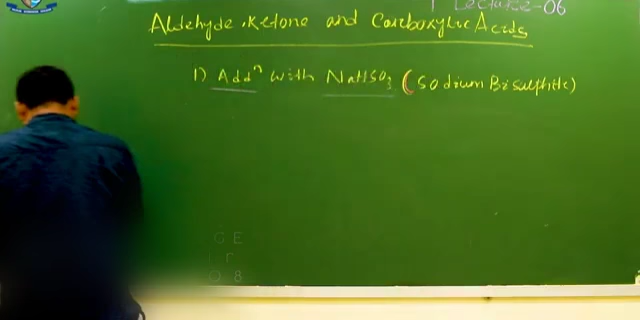 Lecture-06
Aldehyde, Ketone and Carboxylic Acids
1) Addⁿ with NaHSO₃ (Sodium Bisulphite)
G E